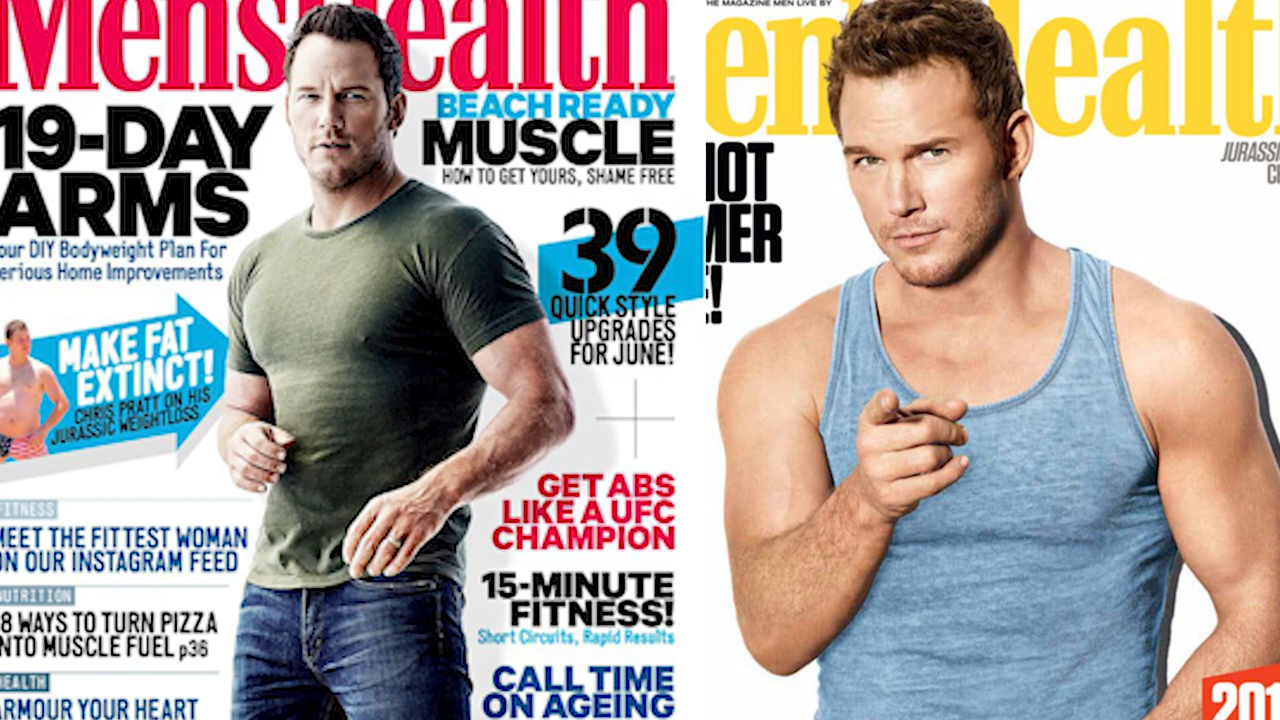 Men'sHealth
19-DAY
ARMS
our DIY Bodyweight Plan For
erious Home Improvements
MAKE FAT
EXTINCT!
CHRIS PRATT ON HIS
JURASSIC WEIGHTLOSS
FITNESS
MEET THE FITTEST WOMAN
ON OUR INSTAGRAM FEED
NUTRITION
8 WAYS TO TURN PIZZA
NTO MUSCLE FUEL p36
HEALTH
ARMOUR YOUR HEART
BEACH READY
MUSCLE
HOW TO GET YOURS, SHAME FREE
39
QUICK STYLE
UPGRADES
FOR JUNE!
GET ABS
LIKE A UFC
CHAMPION
15-MINUTE
FITNESS!
Short Circuits, Rapid Results
CALL TIME
ON AGEING
HE MAGAZINE MEN LIVE BY
en's Healt
HOT
MER
!
JURASSI
C
201